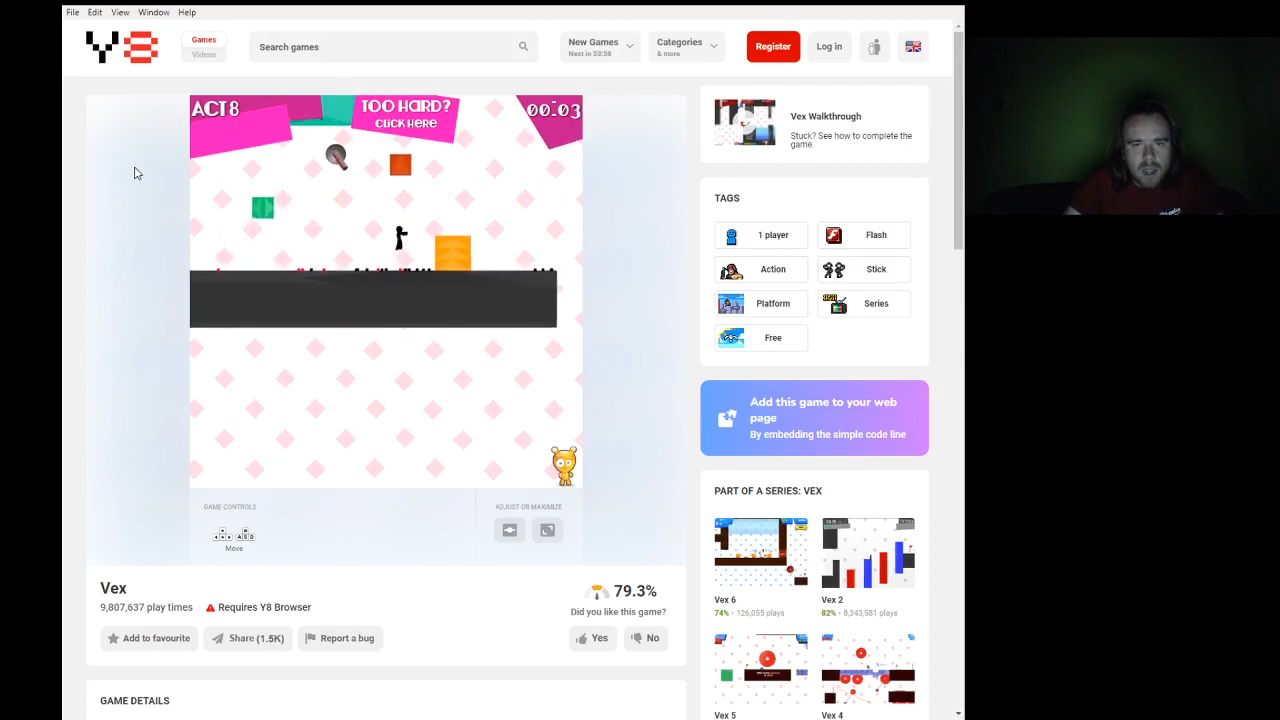 File Edit View Window Help
Y8
Games
Videos
Search games
New Games
Next in 53:58
Categories
& more
Register
Log in
ACT 8
TOO HARD?
CLICK HERE
00:03
Vex Walkthrough
Stuck? See how to complete the
game.
TAGS
1 player
Flash
Action
Stick
Platform
Series
Free
Add this game to your web
page
By embedding the simple code line
PART OF A SERIES: VEX
Vex 6
74% • 126,055 plays
Vex 2
82% • 8,343,581 plays
Vex 5
Vex 4
GAME CONTROLS
Move
ADJUST OR MAXIMIZE
Vex
9,807,637 play times
Requires Y8 Browser
79.3%
Did you like this game?
Add to favourite
Share (1.5K)
Report a bug
Yes
No
GAME DETAILS